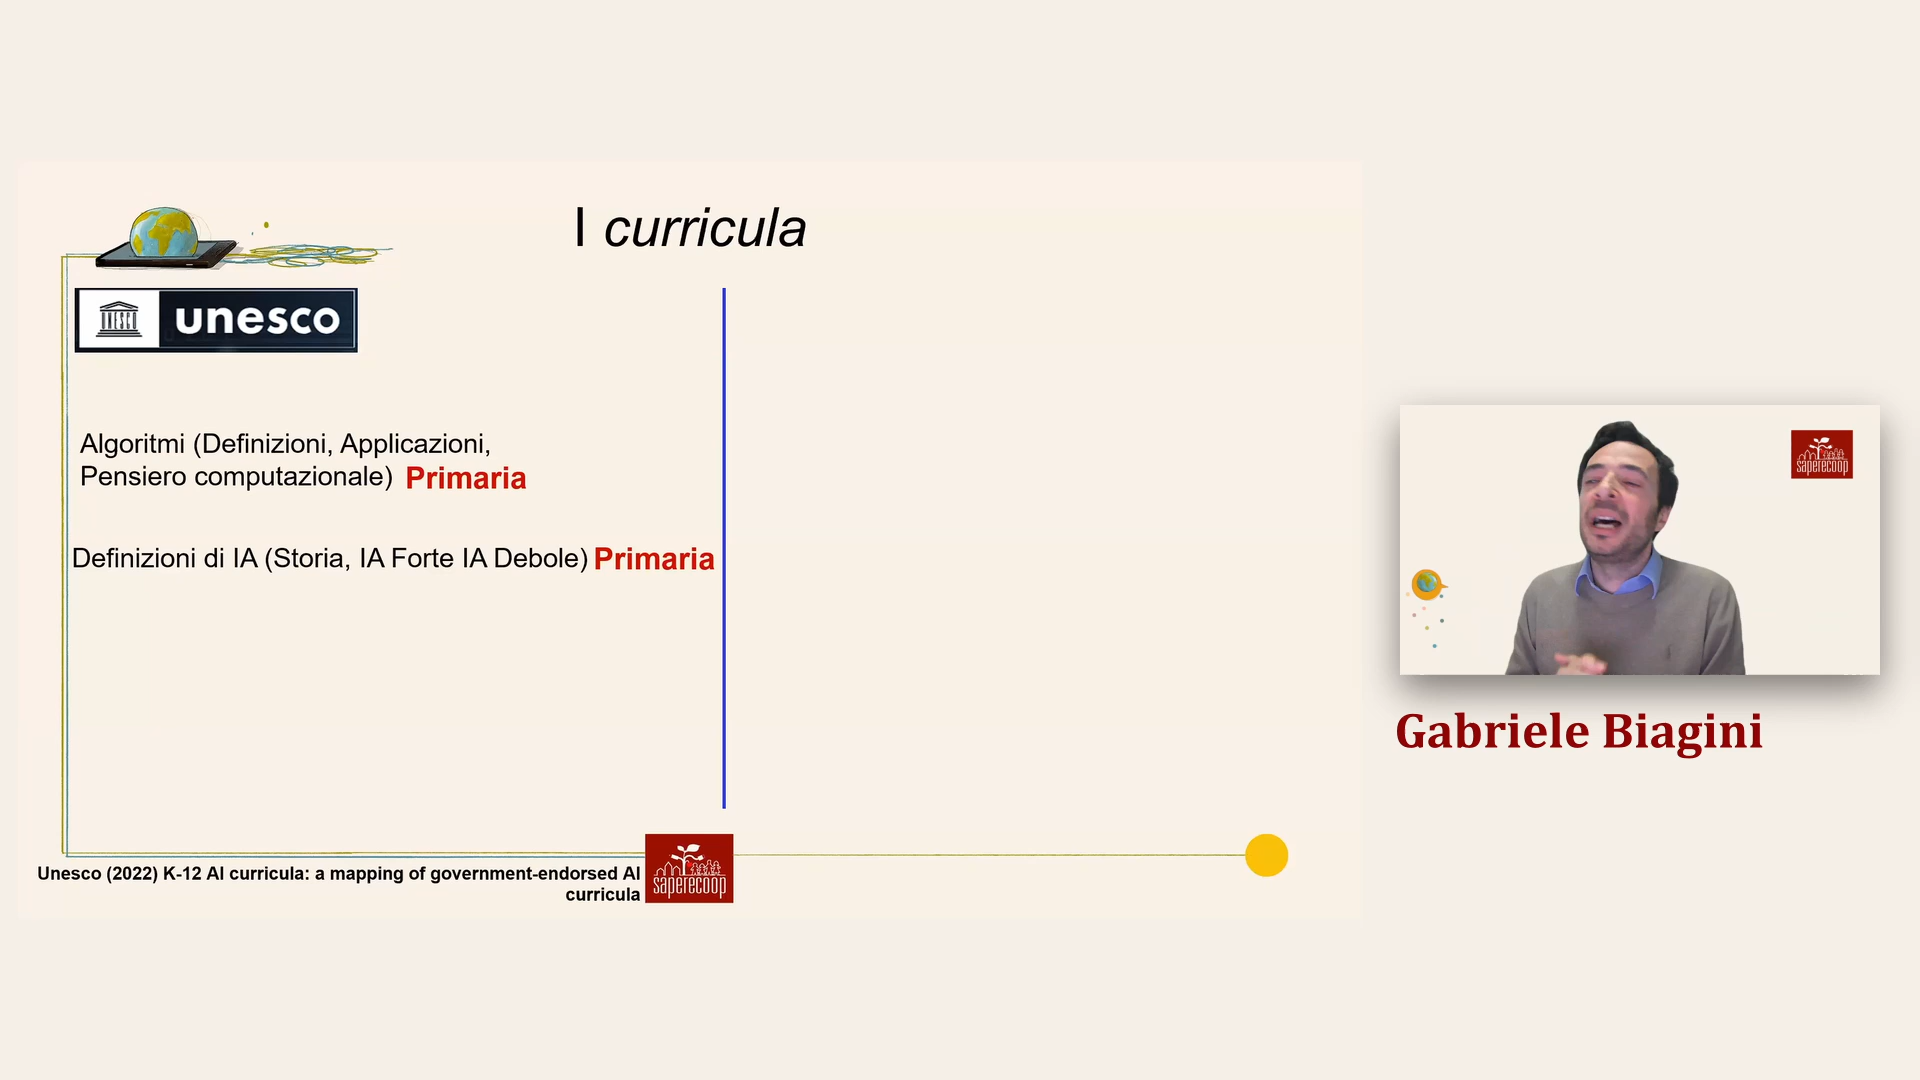 I curricula
UNESCO
unesco
Algoritmi (Definizioni, Applicazioni,
Pensiero computazionale) Primaria
Definizioni di IA (Storia, IA Forte IA Debole) Primaria
saperecoop
Gabriele Biagini
Unesco (2022) K-12 AI curricula: a mapping of government-endorsed AI
curricula
saperecoop